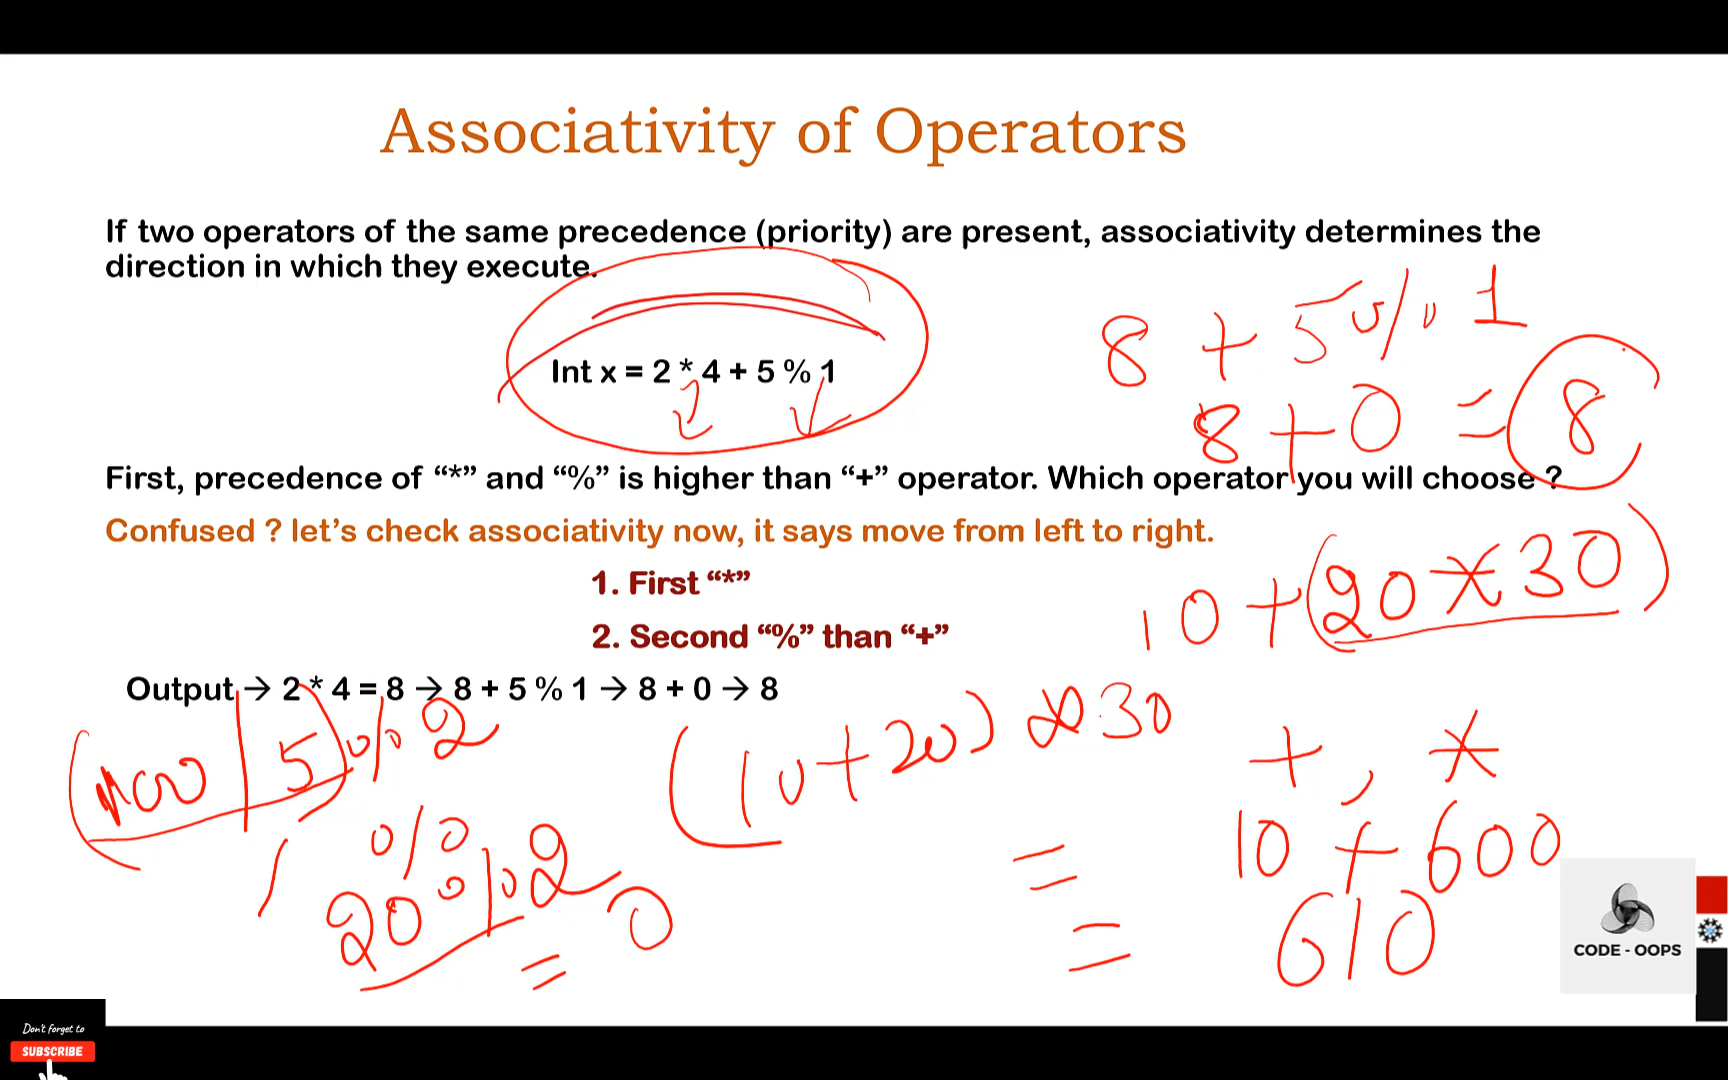 Associativity of Operators
If two operators of the same precedence (priority) are present, associativity determines the
direction in which they execute.
8 + 5 % 1
Int x = 2 * 4 + 5 % 1
8 + 0 = 8
First, precedence of “*” and “%” is higher than “+” operator. Which operator you will choose ?
Confused ? let’s check associativity now, it says move from left to right.
1. First “*”
10 + (20 * 30)
2. Second “%” than “+”
Output → 2 * 4 = 8 → 8 + 5 % 1 → 8 + 0 → 8
(100 / 5) % 2
(10 + 20) * 30
+ , *
/ %
= 10 + 600
20 % 2 = 0
= 610
CODE - OOPS
Don't forget to
SUBSCRIBE